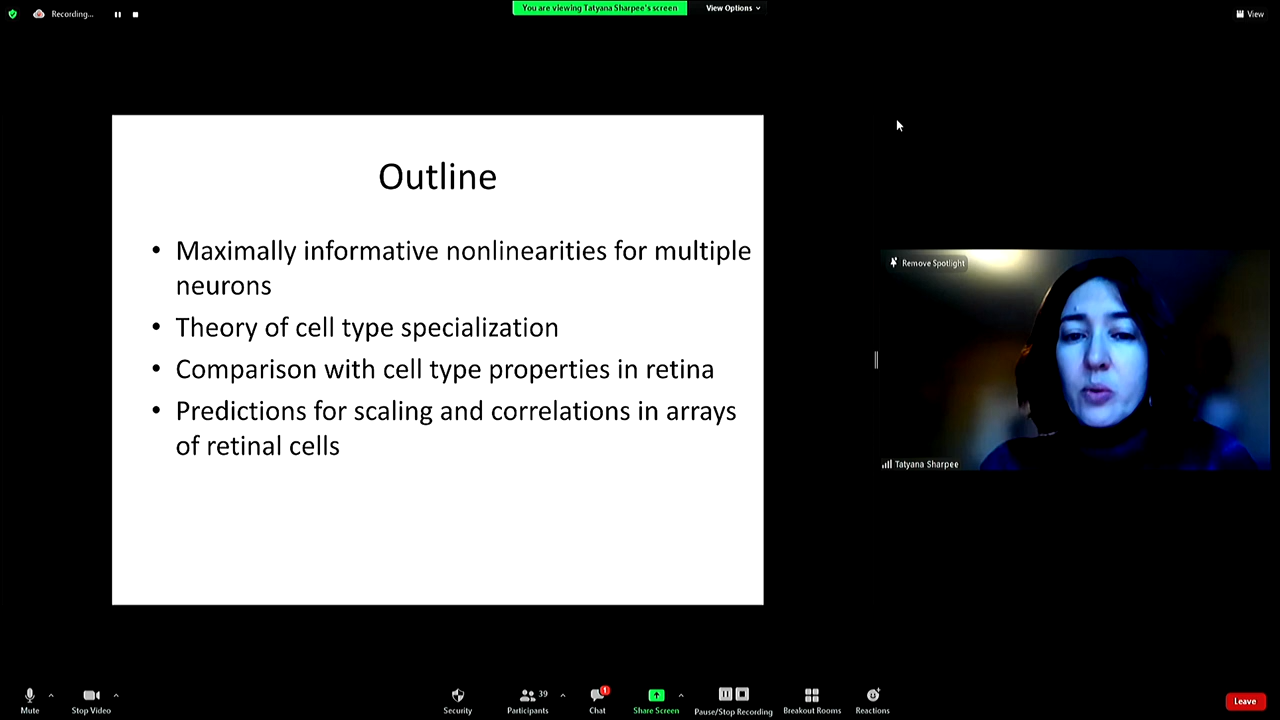 Recording...
You are viewing Tatyana Sharpee's screen
View Options
View
Outline
• Maximally informative nonlinearities for multiple
neurons
• Theory of cell type specialization
• Comparison with cell type properties in retina
• Predictions for scaling and correlations in arrays
of retinal cells
Remove Spotlight
Tatyana Sharpee
Mute
Stop Video
Security
Participants
39
Chat
1
Share Screen
Pause/Stop Recording
Breakout Rooms
Reactions
Leave